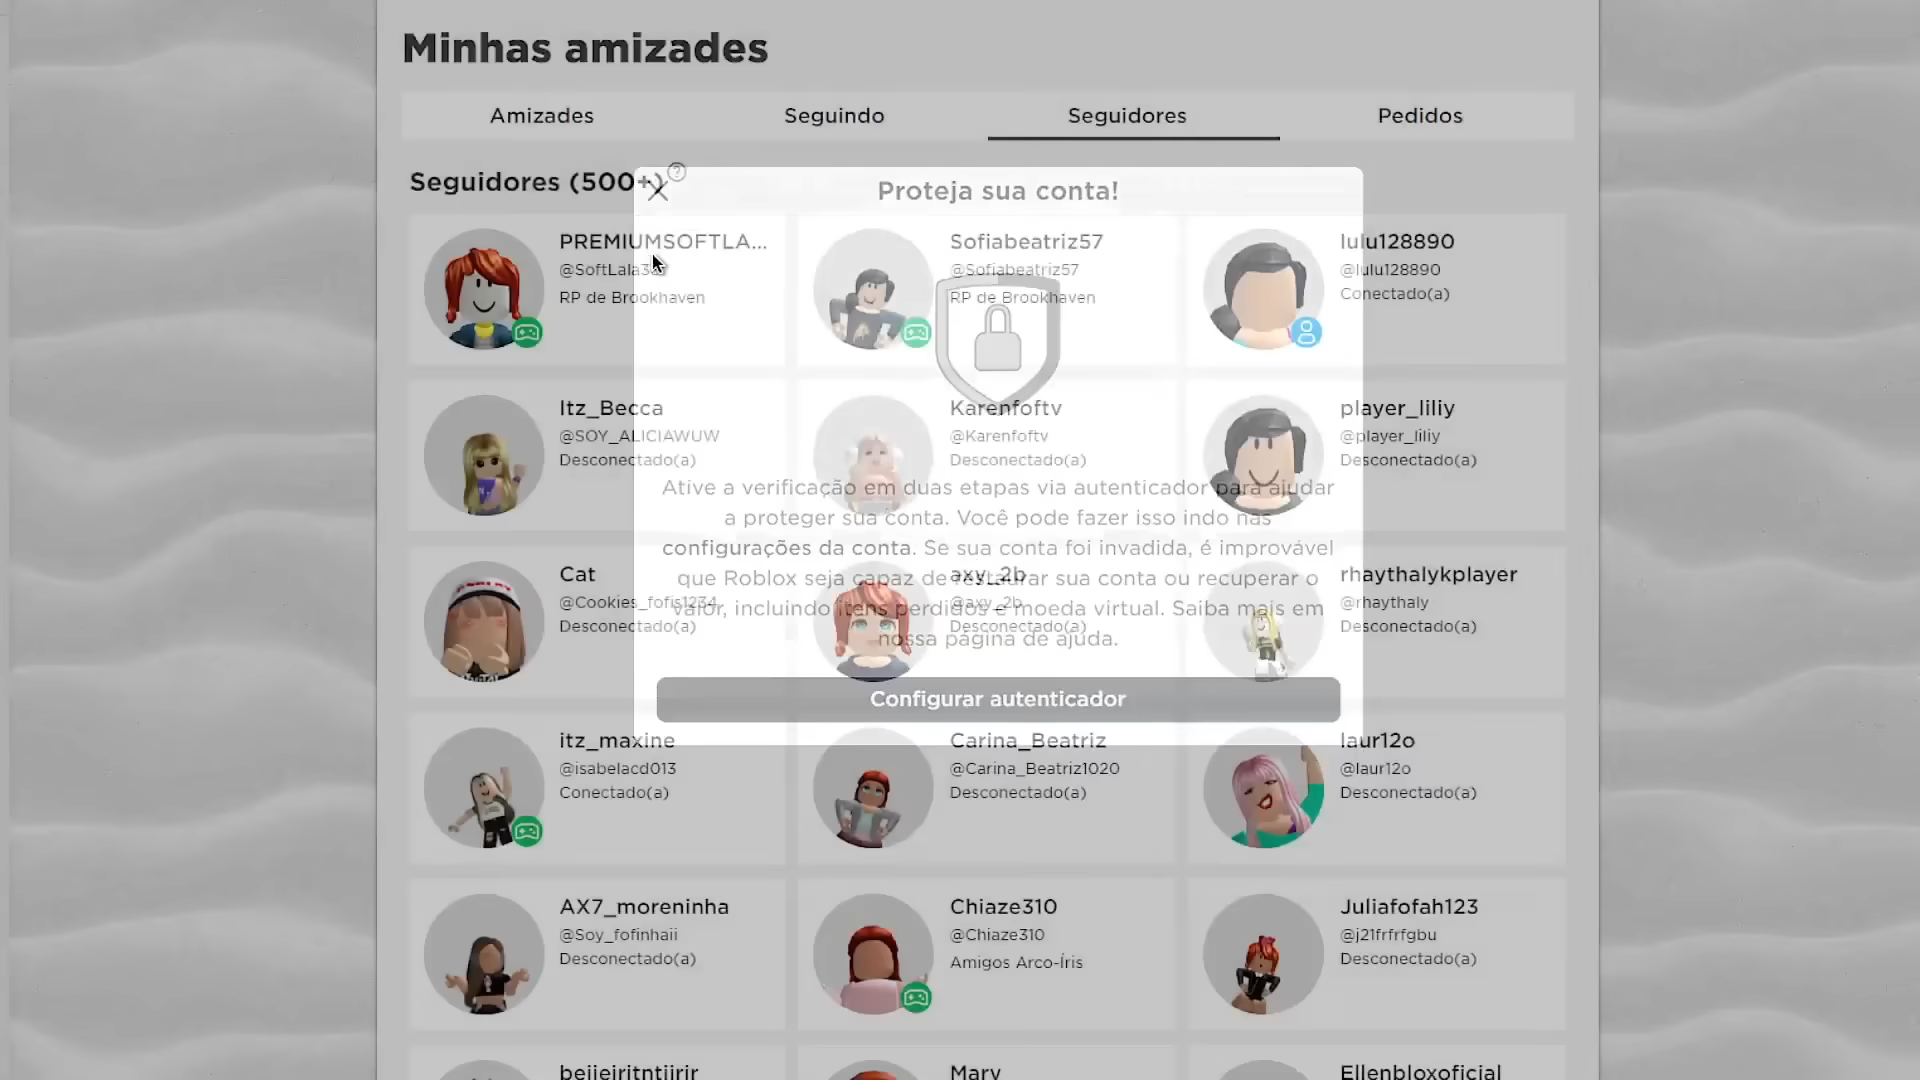 Minhas amizades
Amizades
Seguindo
Seguidores
Pedidos
Seguidores (500+)
?
Proteja sua conta!
PREMIUMSOFTLA...
@SoftLala3
RP de Brookhaven
Sofiabeatriz57
@Sofiabeatriz57
RP de Brookhaven
lulu128890
@lulu128890
Conectado(a)
Itz_Becca
@SOY_ALICIAWUW
Desconectado(a)
Karenfoftv
@Karenfoftv
Desconectado(a)
player_liliy
@player_liliy
Desconectado(a)
Ative a verificação em duas etapas via autenticador para ajudar
a proteger sua conta. Você pode fazer isso indo nas
configurações da conta. Se sua conta foi invadida, é improvável
que Roblox seja capaz de restaurar sua conta ou recuperar o
valor, incluindo itens perdidos e moeda virtual. Saiba mais em
nossa página de ajuda.
Cat
@Cookies_fofis1234
Desconectado(a)
axy_2b
@axy_2b
Desconectado(a)
rhaythalykplayer
@rhaythaly
Desconectado(a)
Configurar autenticador
itz_maxine
@isabelacd013
Conectado(a)
Carina_Beatriz
@Carina_Beatriz1020
Desconectado(a)
laur12o
@laur12o
Desconectado(a)
AX7_moreninha
@Soy_fofinhaii
Desconectado(a)
Chiaze310
@Chiaze310
Amigos Arco-Íris
Juliafofah123
@j21frfrfgbu
Desconectado(a)
Mary
Ellenbloxoficial